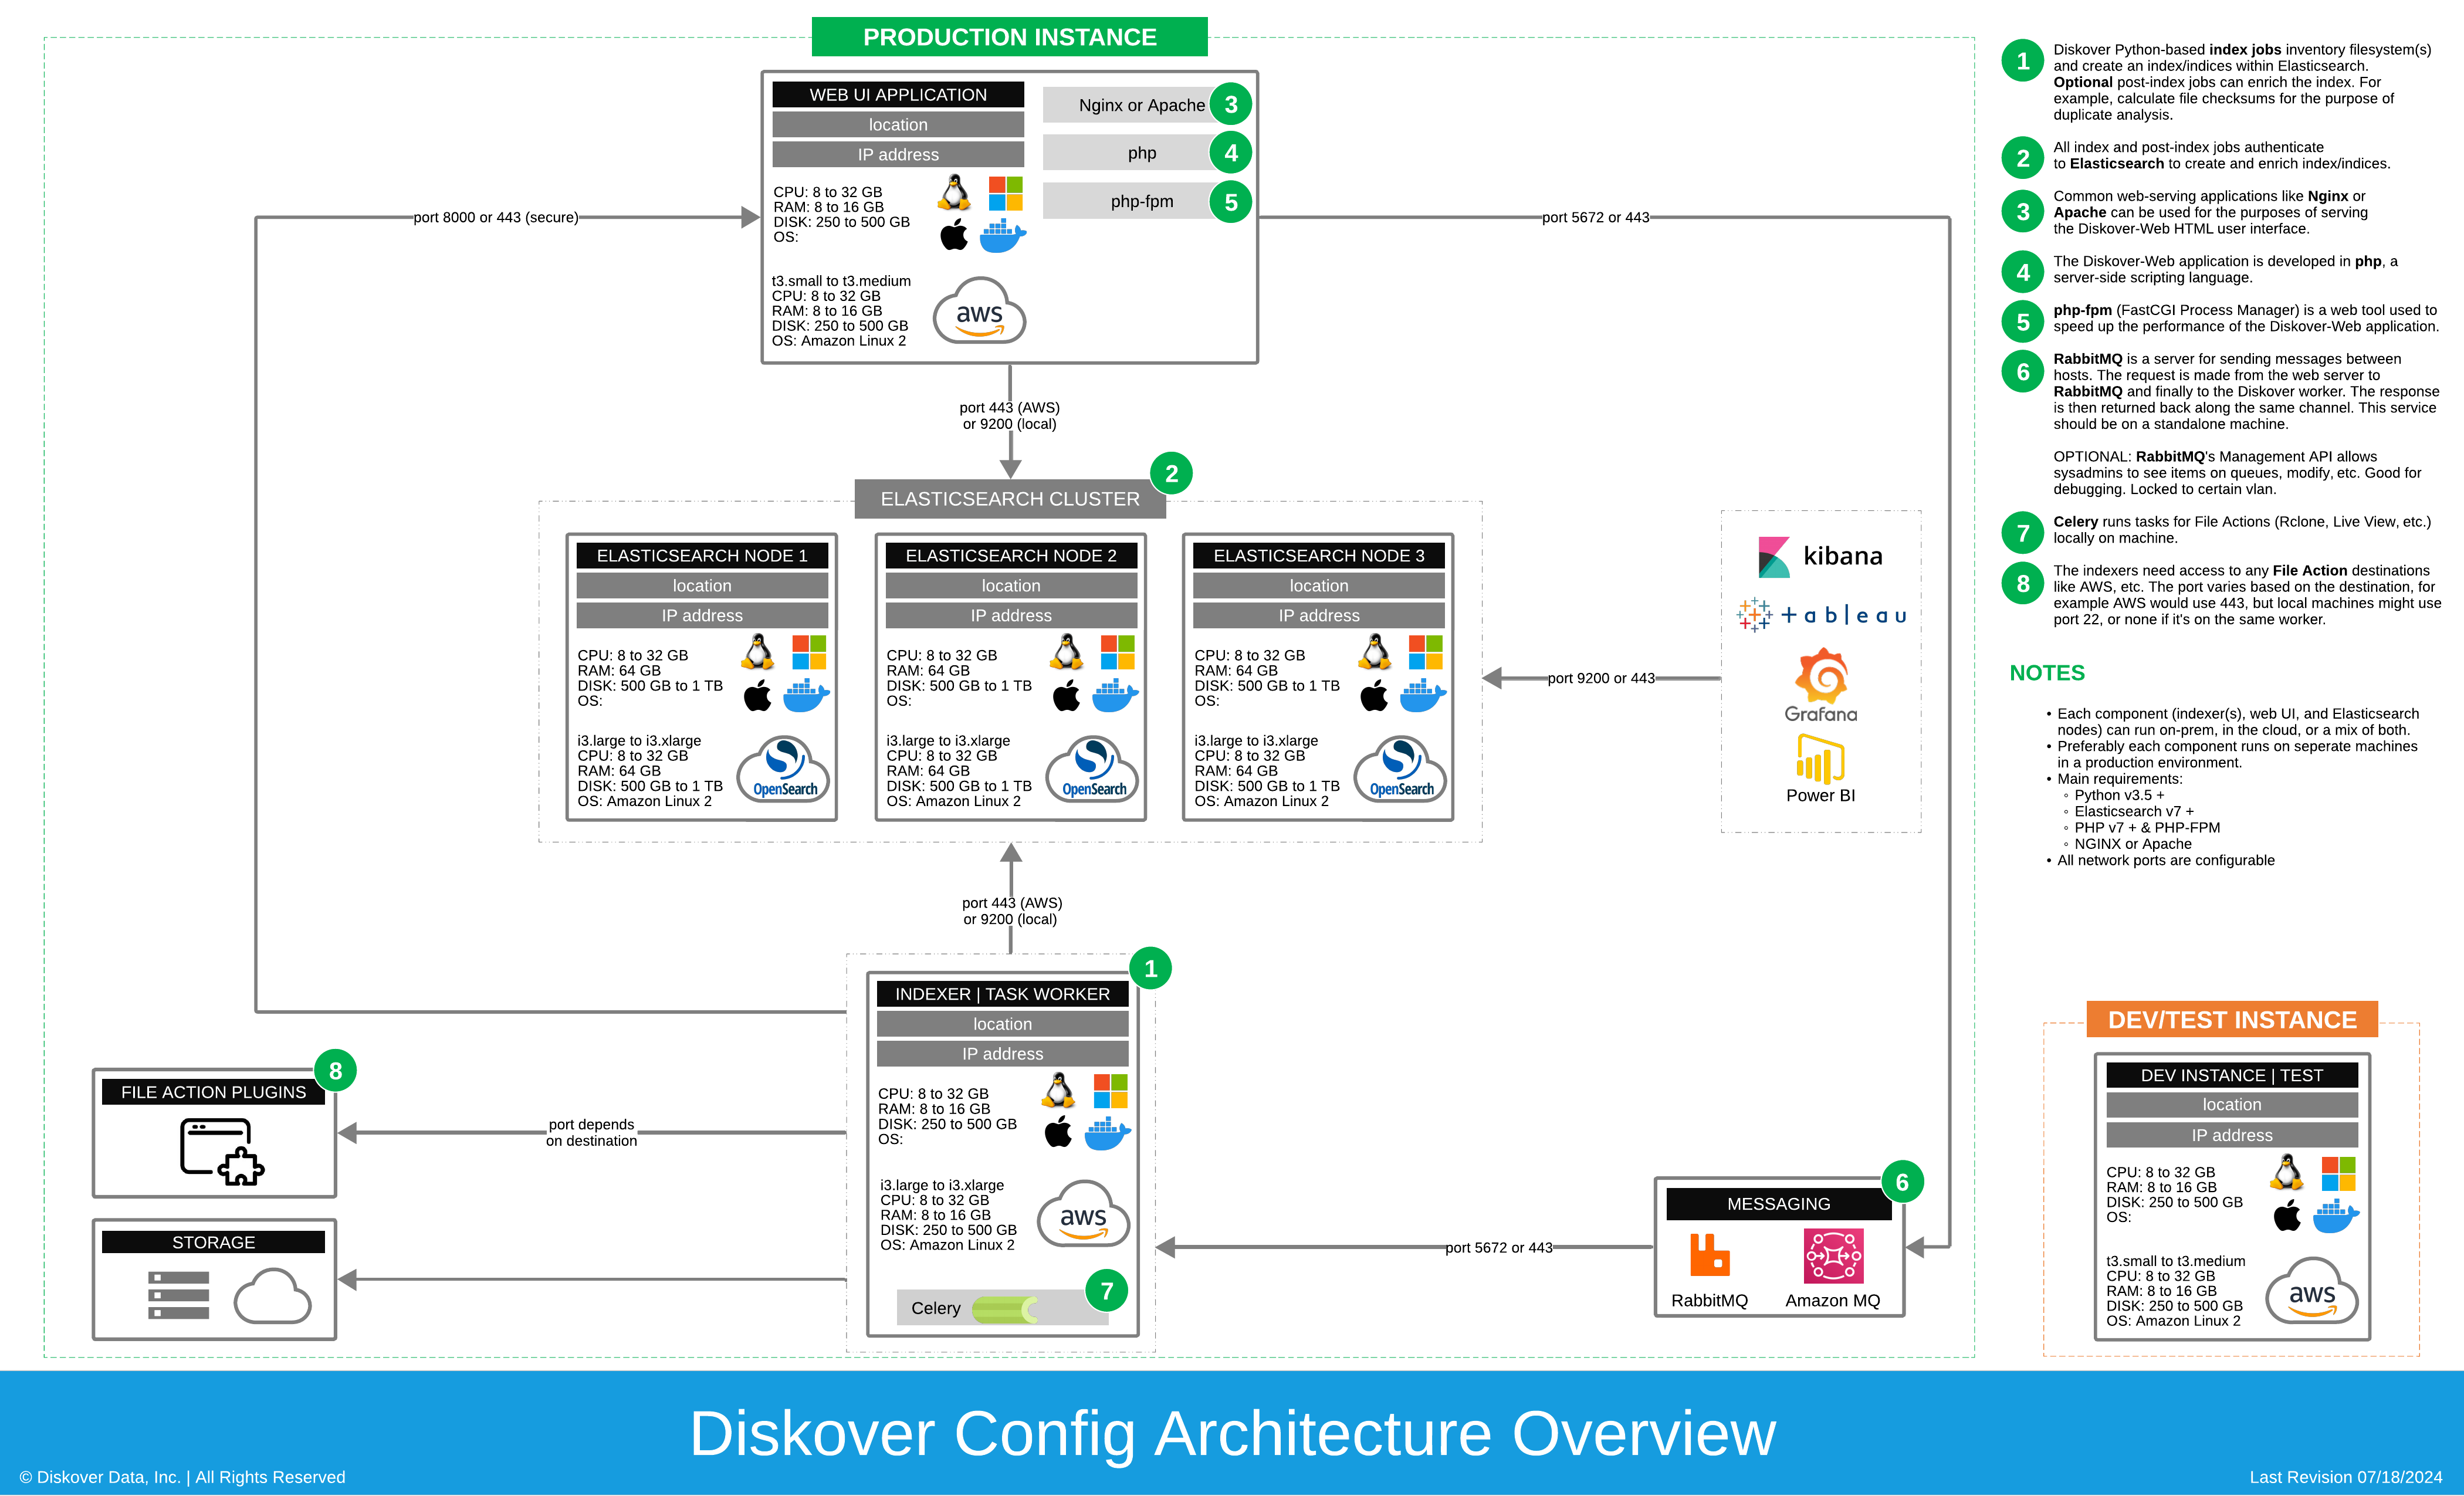 PRODUCTION INSTANCE
WEB UI APPLICATION
location
IP address
CPU: 8 to 32 GB
RAM: 8 to 16 GB
DISK: 250 to 500 GB
OS:
t3.small to t3.medium
CPU: 8 to 32 GB
RAM: 8 to 16 GB
DISK: 250 to 500 GB
OS: Amazon Linux 2
aws
Nginx or Apache
3
php
4
php-fpm
5
port 8000 or 443 (secure)
port 5672 or 443
port 443 (AWS)
or 9200 (local)
ELASTICSEARCH CLUSTER
2
ELASTICSEARCH NODE 1
location
IP address
CPU: 8 to 32 GB
RAM: 64 GB
DISK: 500 GB to 1 TB
OS:
i3.large to i3.xlarge
CPU: 8 to 32 GB
RAM: 64 GB
DISK: 500 GB to 1 TB
OS: Amazon Linux 2
OpenSearch
ELASTICSEARCH NODE 2
location
IP address
CPU: 8 to 32 GB
RAM: 64 GB
DISK: 500 GB to 1 TB
OS:
i3.large to i3.xlarge
CPU: 8 to 32 GB
RAM: 64 GB
DISK: 500 GB to 1 TB
OS: Amazon Linux 2
OpenSearch
ELASTICSEARCH NODE 3
location
IP address
CPU: 8 to 32 GB
RAM: 64 GB
DISK: 500 GB to 1 TB
OS:
i3.large to i3.xlarge
CPU: 8 to 32 GB
RAM: 64 GB
DISK: 500 GB to 1 TB
OS: Amazon Linux 2
OpenSearch
port 9200 or 443
kibana
+ab|eau
Grafana
Power BI
port 443 (AWS)
or 9200 (local)
1
INDEXER | TASK WORKER
location
IP address
CPU: 8 to 32 GB
RAM: 8 to 16 GB
DISK: 250 to 500 GB
OS:
i3.large to i3.xlarge
CPU: 8 to 32 GB
RAM: 8 to 16 GB
DISK: 250 to 500 GB
OS: Amazon Linux 2
aws
Celery
7
8
FILE ACTION PLUGINS
port depends
on destination
STORAGE
port 5672 or 443
6
MESSAGING
RabbitMQ
Amazon MQ
1
Diskover Python-based index jobs inventory filesystem(s)
and create an index/indices within Elasticsearch.
Optional post-index jobs can enrich the index. For
example, calculate file checksums for the purpose of
duplicate analysis.
2
All index and post-index jobs authenticate
to Elasticsearch to create and enrich index/indices.
3
Common web-serving applications like Nginx or
Apache can be used for the purposes of serving
the Diskover-Web HTML user interface.
4
The Diskover-Web application is developed in php, a
server-side scripting language.
5
php-fpm (FastCGI Process Manager) is a web tool used to
speed up the performance of the Diskover-Web application.
6
RabbitMQ is a server for sending messages between
hosts. The request is made from the web server to
RabbitMQ and finally to the Diskover worker. The response
is then returned back along the same channel. This service
should be on a standalone machine.
OPTIONAL: RabbitMQ's Management API allows
sysadmins to see items on queues, modify, etc. Good for
debugging. Locked to certain vlan.
7
Celery runs tasks for File Actions (Rclone, Live View, etc.)
locally on machine.
8
The indexers need access to any File Action destinations
like AWS, etc. The port varies based on the destination, for
example AWS would use 443, but local machines might use
port 22, or none if it's on the same worker.
NOTES
• Each component (indexer(s), web UI, and Elasticsearch
nodes) can run on-prem, in the cloud, or a mix of both.
• Preferably each component runs on seperate machines
in a production environment.
• Main requirements:
◦ Python v3.5 +
◦ Elasticsearch v7 +
◦ PHP v7 + & PHP-FPM
◦ NGINX or Apache
• All network ports are configurable
DEV/TEST INSTANCE
DEV INSTANCE | TEST
location
IP address
CPU: 8 to 32 GB
RAM: 8 to 16 GB
DISK: 250 to 500 GB
OS:
t3.small to t3.medium
CPU: 8 to 32 GB
RAM: 8 to 16 GB
DISK: 250 to 500 GB
OS: Amazon Linux 2
aws
Diskover Config Architecture Overview
© Diskover Data, Inc. | All Rights Reserved
Last Revision 07/18/2024